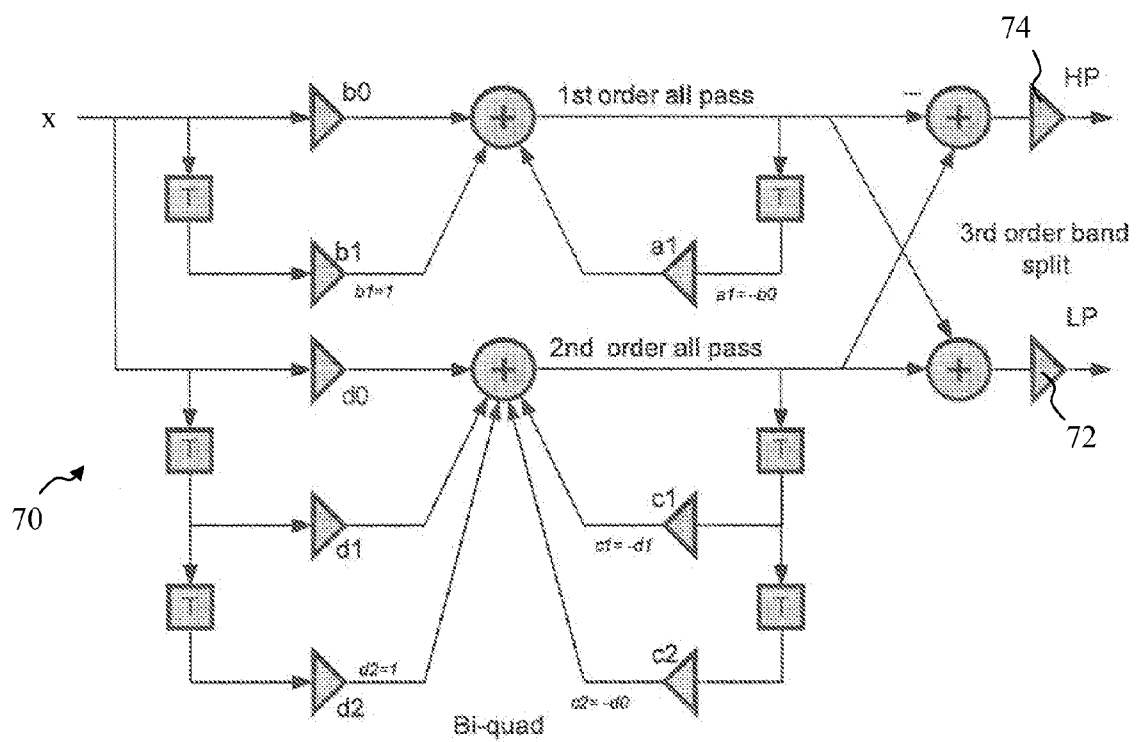 74
HP
x
b0
+
1st order all pass
–
+
T
T
b1
b1=1
a1
a1=-b0
3rd order band
split
LP
2nd order all pass
+
+
d0
72
T
T
70
d1
c1
c1= -d1
T
T
d2=1
d2
c2
c2= -d0
Bi-quad